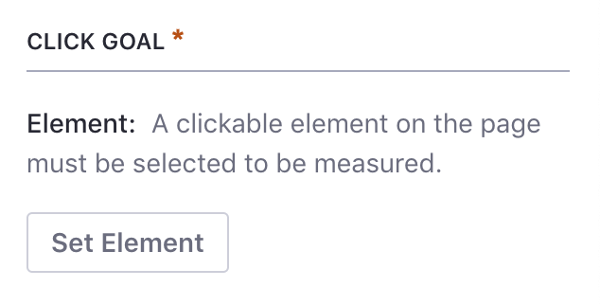 CLICK GOAL *
Element: A clickable element on the page
must be selected to be measured.
Set Element